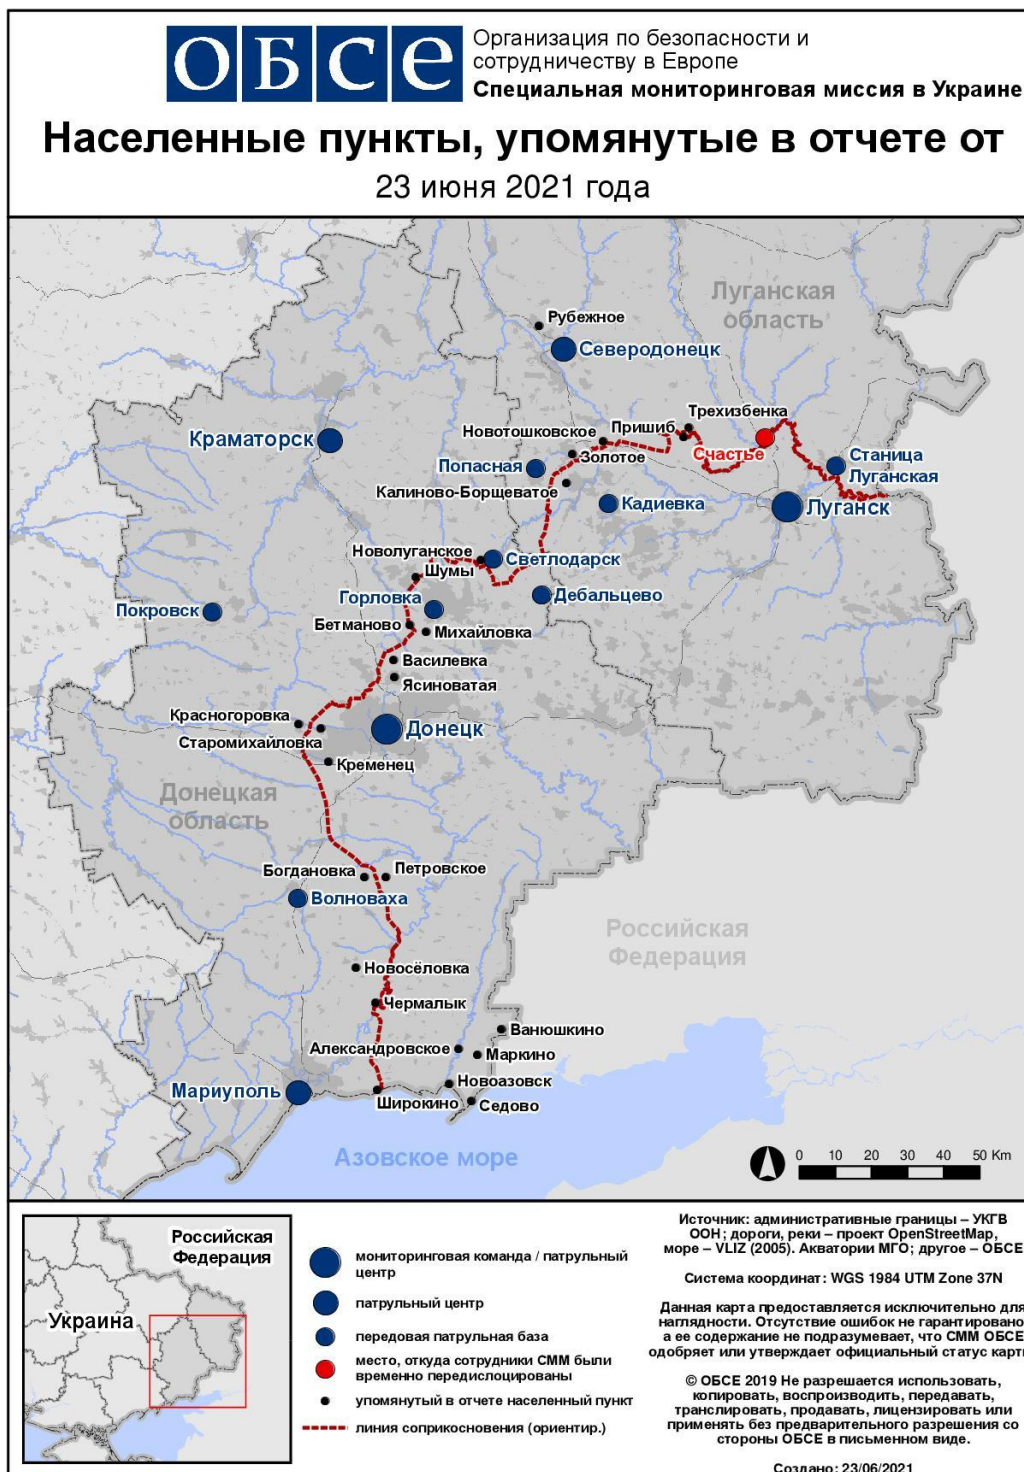 ОБСЕ
Организация по безопасности и
сотрудничеству в Европе
Специальная мониторинговая миссия в Украине
Населенные пункты, упомянутые в отчете от
23 июня 2021 года
Луганская
область
Рубежное
Северодонецк
Трехизбенка
Пришиб
Новотошковское
Краматорск
Счастье
Золотое
Станица
Луганская
Попасная
Калиново-Борщеватое
Кадиевка
Луганск
Новолуганское
Светлодарск
Шумы
Горловка
Дебальцево
Покровск
Бетманово
Михайловка
Василевка
Ясиноватая
Красногоровка
Донецк
Старомихайловка
Кременец
Донецкая
область
Богдановка
Петровское
Волноваха
Российская
Федерация
Новосёловка
Чермалык
Ванюшкино
Александровское
Маркино
Новоазовск
Мариуполь
Широкино
Седово
Азовское море
0 10 20 30 40 50 Km
Российская
Федерация
Украина
мониторинговая команда / патрульный
центр
патрульный центр
передовая патрульная база
место, откуда сотрудники СММ были
временно передислоцированы
упомянутый в отчете населенный пункт
линия соприкосновения (ориентир.)
Источник: административные границы – УКГВ
ООН; дороги, реки – проект OpenStreetMap,
море – VLIZ (2005). Акватории МГО; другое – ОБСЕ
Система координат: WGS 1984 UTM Zone 37N
Данная карта предоставляется исключительно для
наглядности. Отсутствие ошибок не гарантировано,
а ее содержание не подразумевает, что СММ ОБСЕ
одобряет или утверждает официальный статус карты
© ОБСЕ 2019 Не разрешается использовать,
копировать, воспроизводить, передавать,
транслировать, продавать, лицензировать или
применять без предварительного разрешения со
стороны ОБСЕ в письменном виде.
Создано: 23/06/2021